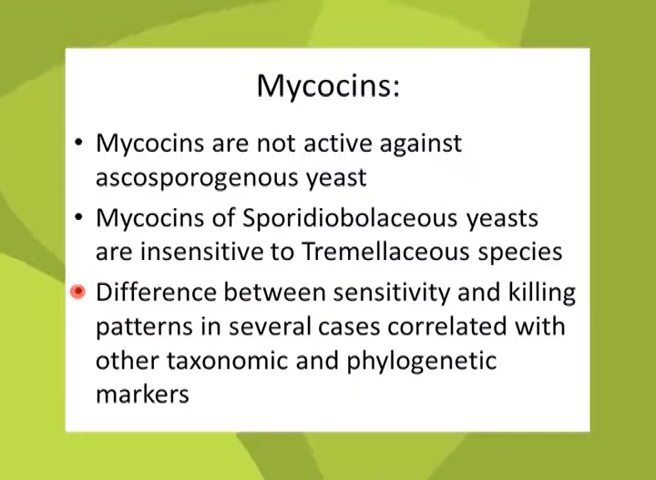 Mycocins:
• Mycocins are not active against
ascosporogenous yeast
• Mycocins of Sporidiobolaceous yeasts
are insensitive to Tremellaceous species
• Difference between sensitivity and killing
patterns in several cases correlated with
other taxonomic and phylogenetic
markers